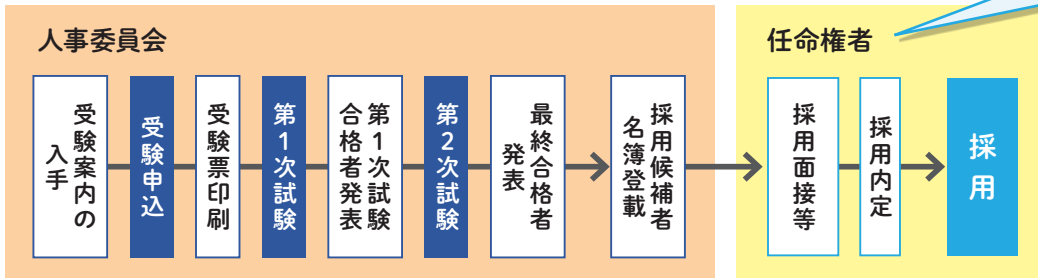 人事委員会
受験案内の
入手
受験申込
受験票印刷
第1次試験
第1次試験
合格者発表
第2次試験
最終合格者
発表
採用候補者
名簿登載
任命権者
採用面接等
採用内定
採用